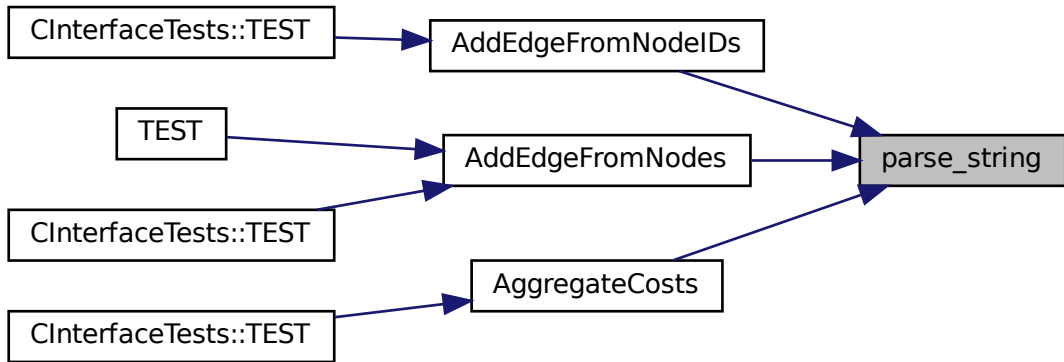 CInterfaceTests::TEST
AddEdgeFromNodeIDs
TEST
AddEdgeFromNodes
parse_string
CInterfaceTests::TEST
AggregateCosts
CInterfaceTests::TEST